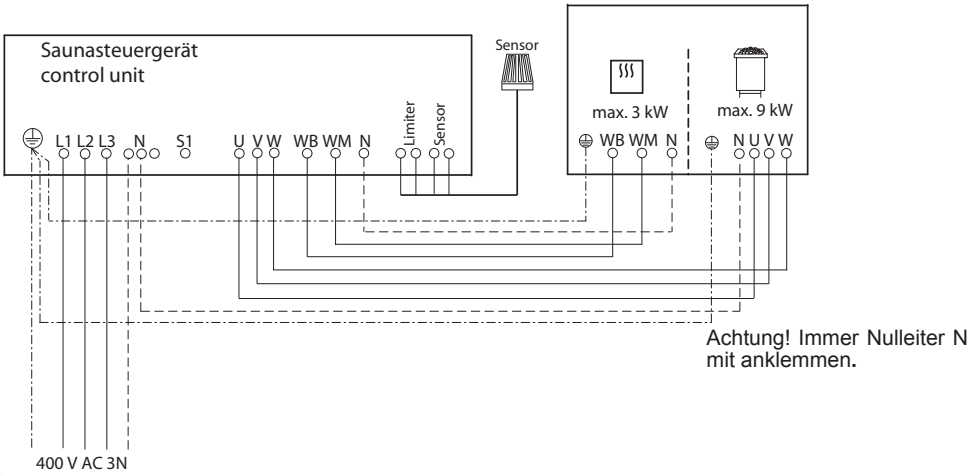 Saunasteuergerät
control unit
Sensor
max. 3 kW
max. 9 kW
L1 L2 L3 N S1 U V W WB WM N
Limiter
Sensor
WB WM N
N U V W
Achtung! Immer Nulleiter N
mit anklemmen.
400 V AC 3N